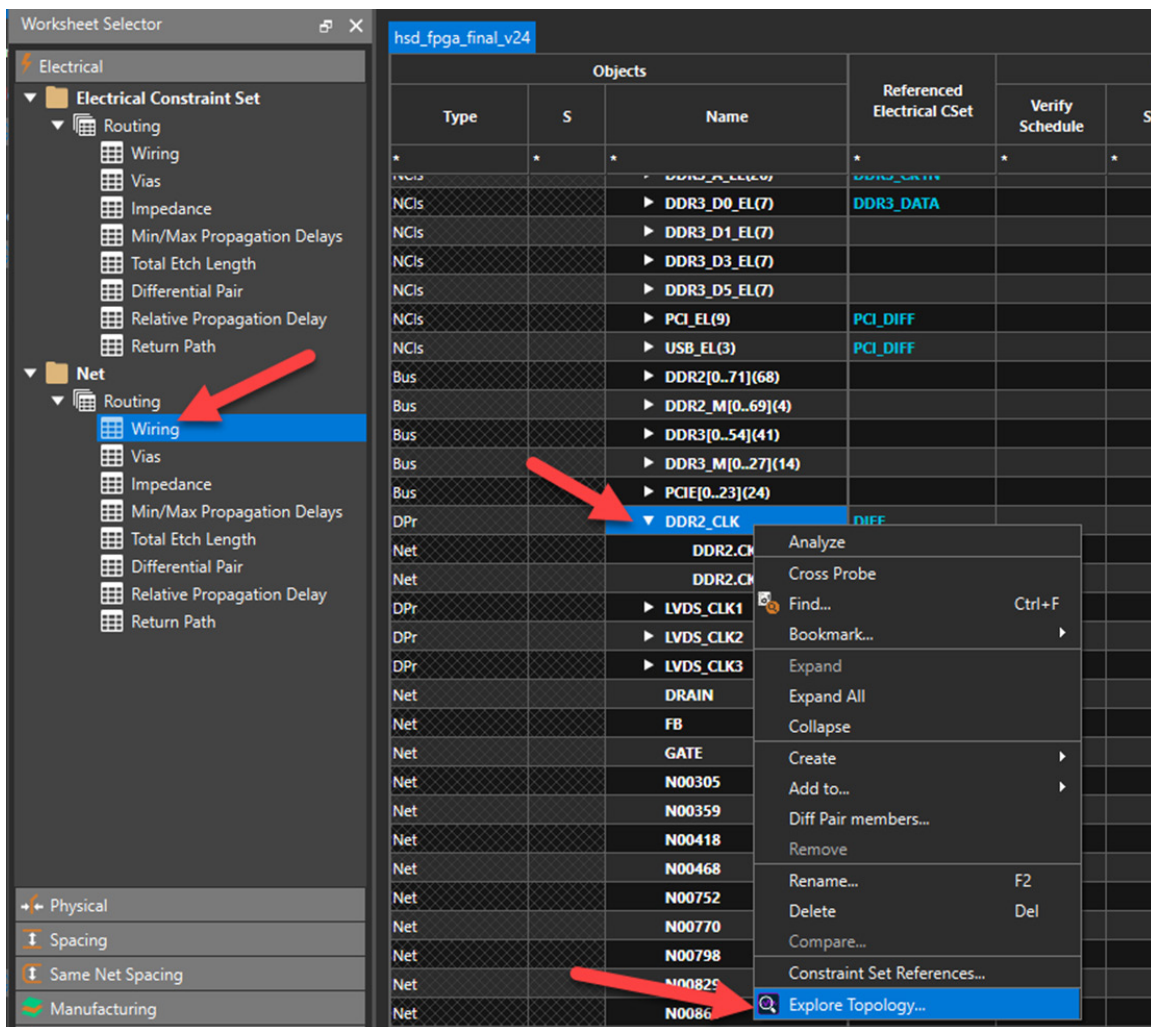 Worksheet Selector
Electrical
Electrical Constraint Set
Routing
Wiring
Vias
Impedance
Min/Max Propagation Delays
Total Etch Length
Differential Pair
Relative Propagation Delay
Return Path
Net
Routing
Wiring
Vias
Impedance
Min/Max Propagation Delays
Total Etch Length
Differential Pair
Relative Propagation Delay
Return Path
Physical
Spacing
Same Net Spacing
Manufacturing
hsd_fpga_final_v24
Objects
Type S Name Referenced Electrical CSet Verify Schedule S
* * * * * *
NCls DDR3_D0_EL(7) DDR3_DATA
NCls DDR3_D1_EL(7)
NCls DDR3_D3_EL(7)
NCls DDR3_D5_EL(7)
NCls PCI_EL(9) PCI_DIFF
NCls USB_EL(3) PCI_DIFF
Bus DDR2[0..71](68)
Bus DDR2_M[0..69](4)
Bus DDR3[0..54](41)
Bus DDR3_M[0..27](14)
Bus PCIE[0..23](24)
DPr DDR2_CLK DIFF
Net DDR2.CK
Net DDR2.CK
DPr LVDS_CLK1
DPr LVDS_CLK2
DPr LVDS_CLK3
Net DRAIN
Net FB
Net GATE
Net N00305
Net N00359
Net N00418
Net N00468
Net N00752
Net N00770
Net N00798
Net N00829
Net N0086
Analyze
Cross Probe
Find... Ctrl+F
Bookmark...
Expand
Expand All
Collapse
Create
Add to...
Diff Pair members...
Remove
Rename... F2
Delete Del
Compare...
Constraint Set References...
Explore Topology...